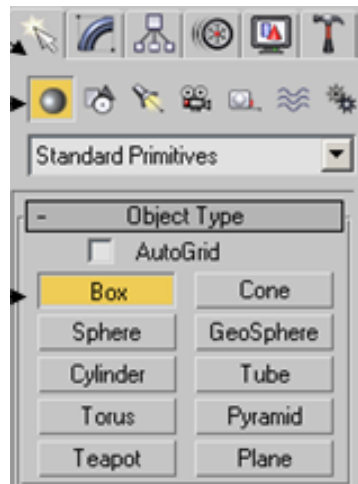 Standard Primitives
- Object Type
AutoGrid
Box Cone
Sphere GeoSphere
Cylinder Tube
Torus Pyramid
Teapot Plane